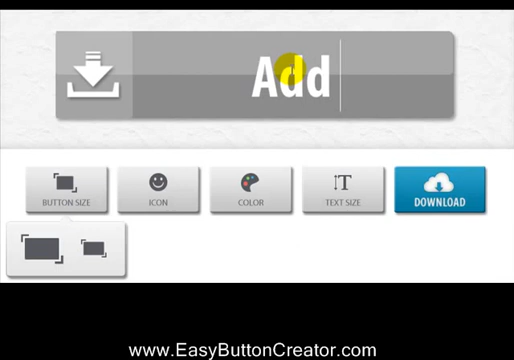 Add
BUTTON SIZE
ICON
COLOR
TEXT SIZE
DOWNLOAD
www.EasyButtonCreator.com